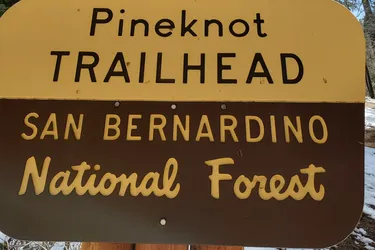 Pineknot
TRAILHEAD
SAN BERNARDINO
National Forest